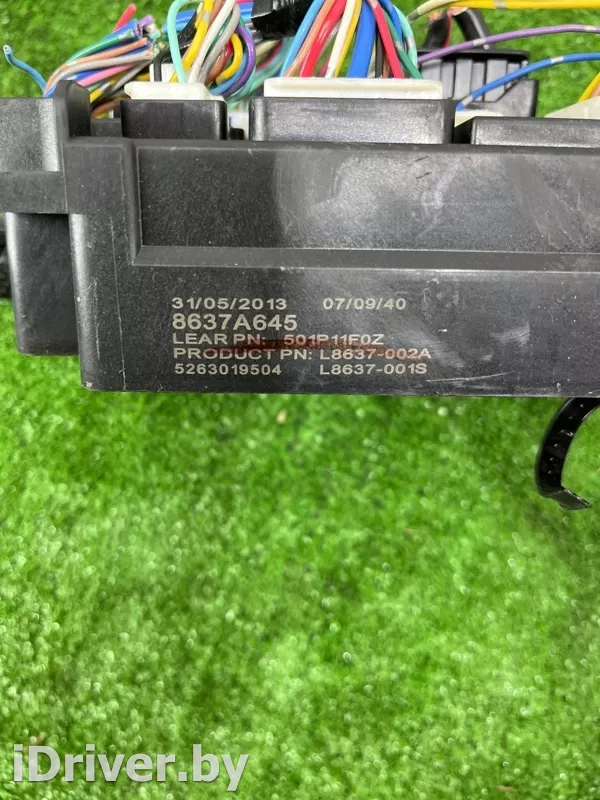 31/05/2013 07/09/40
8637A645
LEAR PN: 501P11F0Z
PRODUCT PN: L8637-002A
5263019504 L8637-001S
iDriver.by